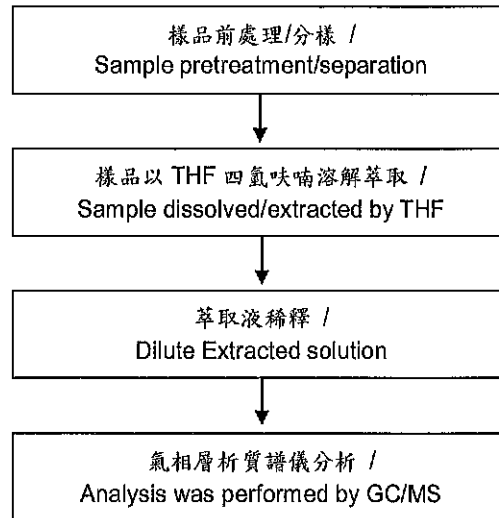 樣品前處理/分樣 /
Sample pretreatment/separation
樣品以 THF 四氫呋喃溶解萃取 /
Sample dissolved/extracted by THF
萃取液稀釋 /
Dilute Extracted solution
氣相層析質譜儀分析 /
Analysis was performed by GC/MS